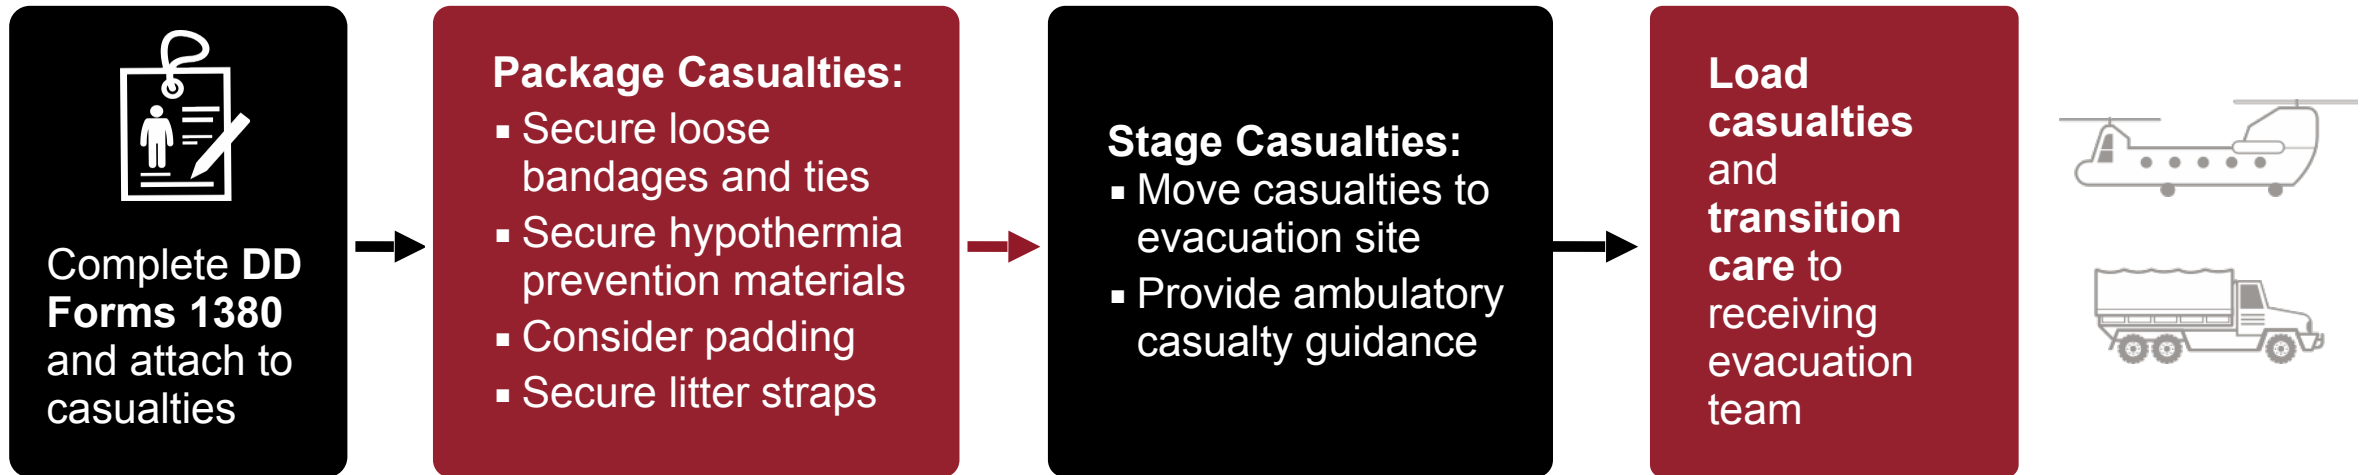 Complete DD
Forms 1380
and attach to
casualties
Package Casualties:
▪ Secure loose
bandages and ties
▪ Secure hypothermia
prevention materials
▪ Consider padding
▪ Secure litter straps
Stage Casualties:
▪ Move casualties to
evacuation site
▪ Provide ambulatory
casualty guidance
Load
casualties
and
transition
care to
receiving
evacuation
team